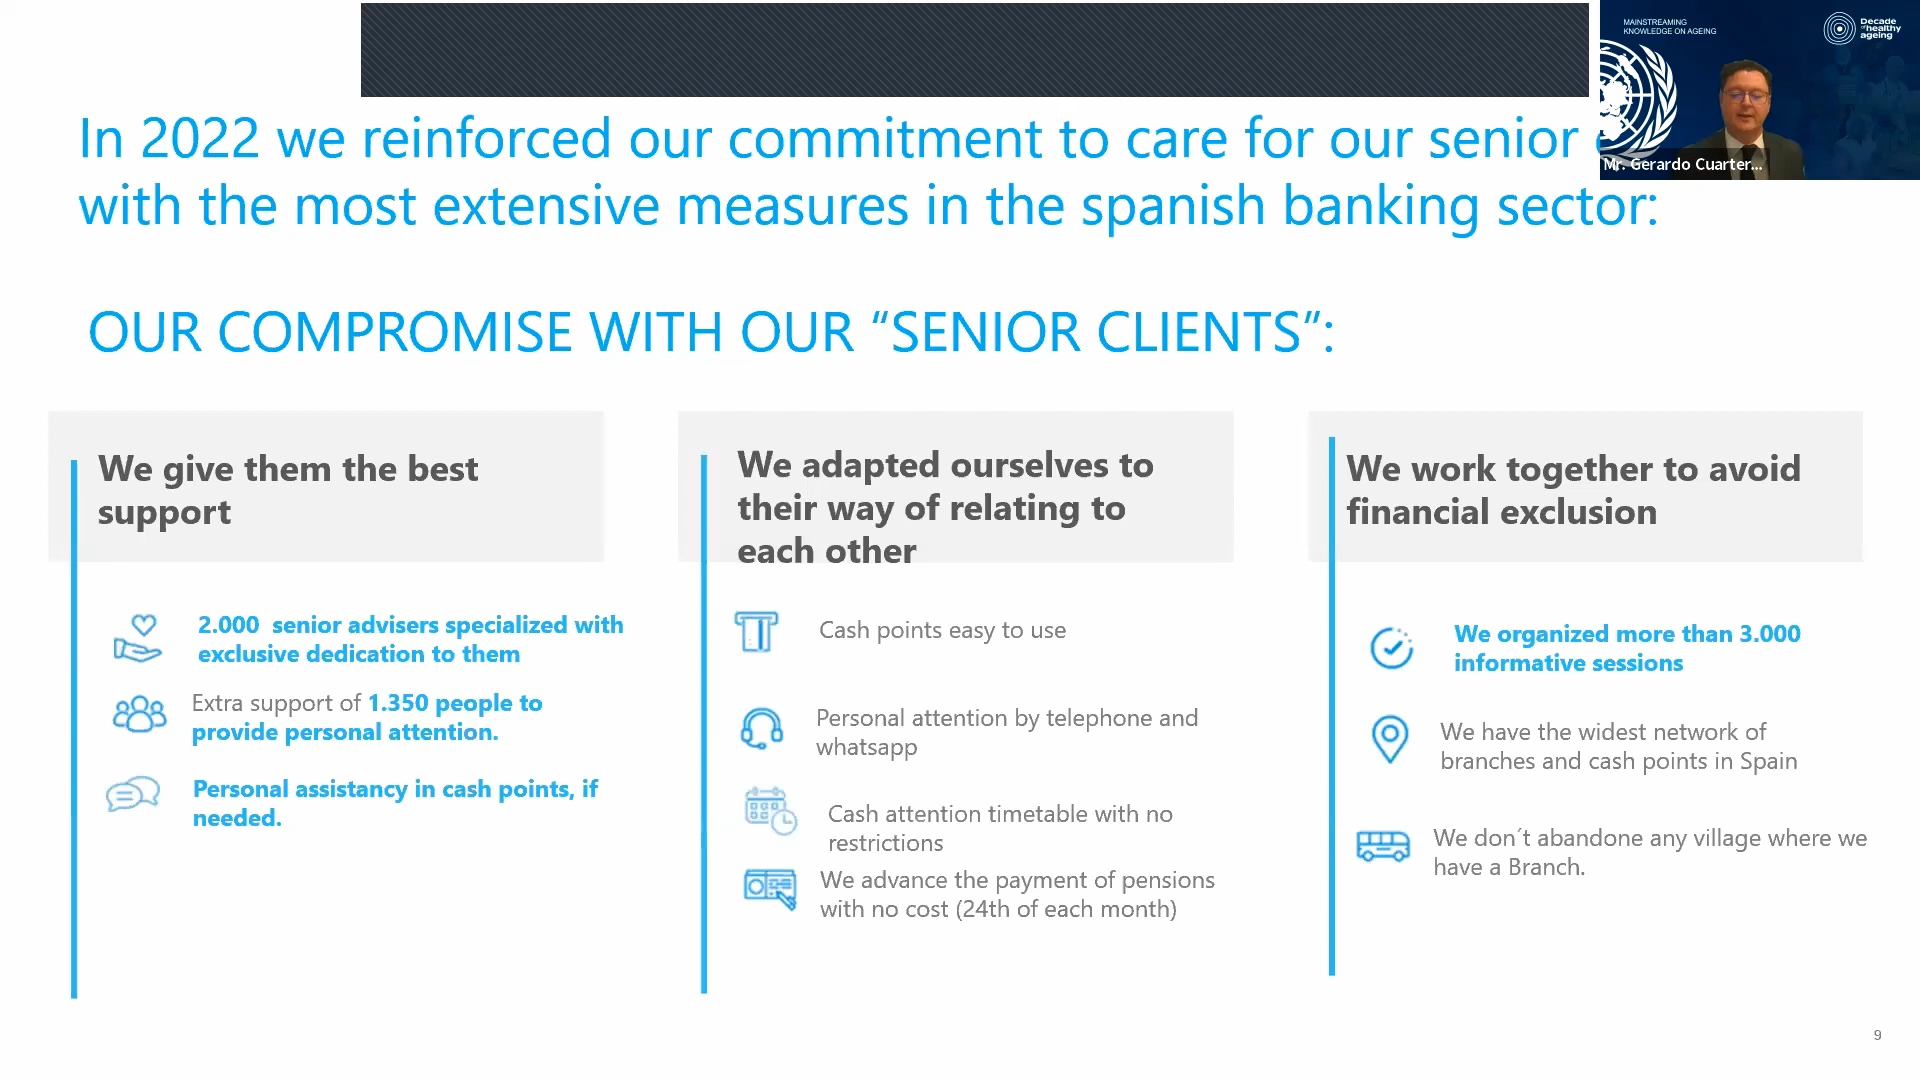 MAINSTREAMING
KNOWLEDGE ON AGEING
Decade
of healthy
ageing
Mr. Gerardo Cuarter...
In 2022 we reinforced our commitment to care for our senior
with the most extensive measures in the spanish banking sector:
OUR COMPROMISE WITH OUR “SENIOR CLIENTS”:
We give them the best
support
2.000 senior advisers specialized with
exclusive dedication to them
Extra support of 1.350 people to
provide personal attention.
Personal assistancy in cash points, if
needed.
We adapted ourselves to
their way of relating to
each other
Cash points easy to use
Personal attention by telephone and
whatsapp
Cash attention timetable with no
restrictions
We advance the payment of pensions
with no cost (24th of each month)
We work together to avoid
financial exclusion
We organized more than 3.000
informative sessions
We have the widest network of
branches and cash points in Spain
We don´t abandone any village where we
have a Branch.
9